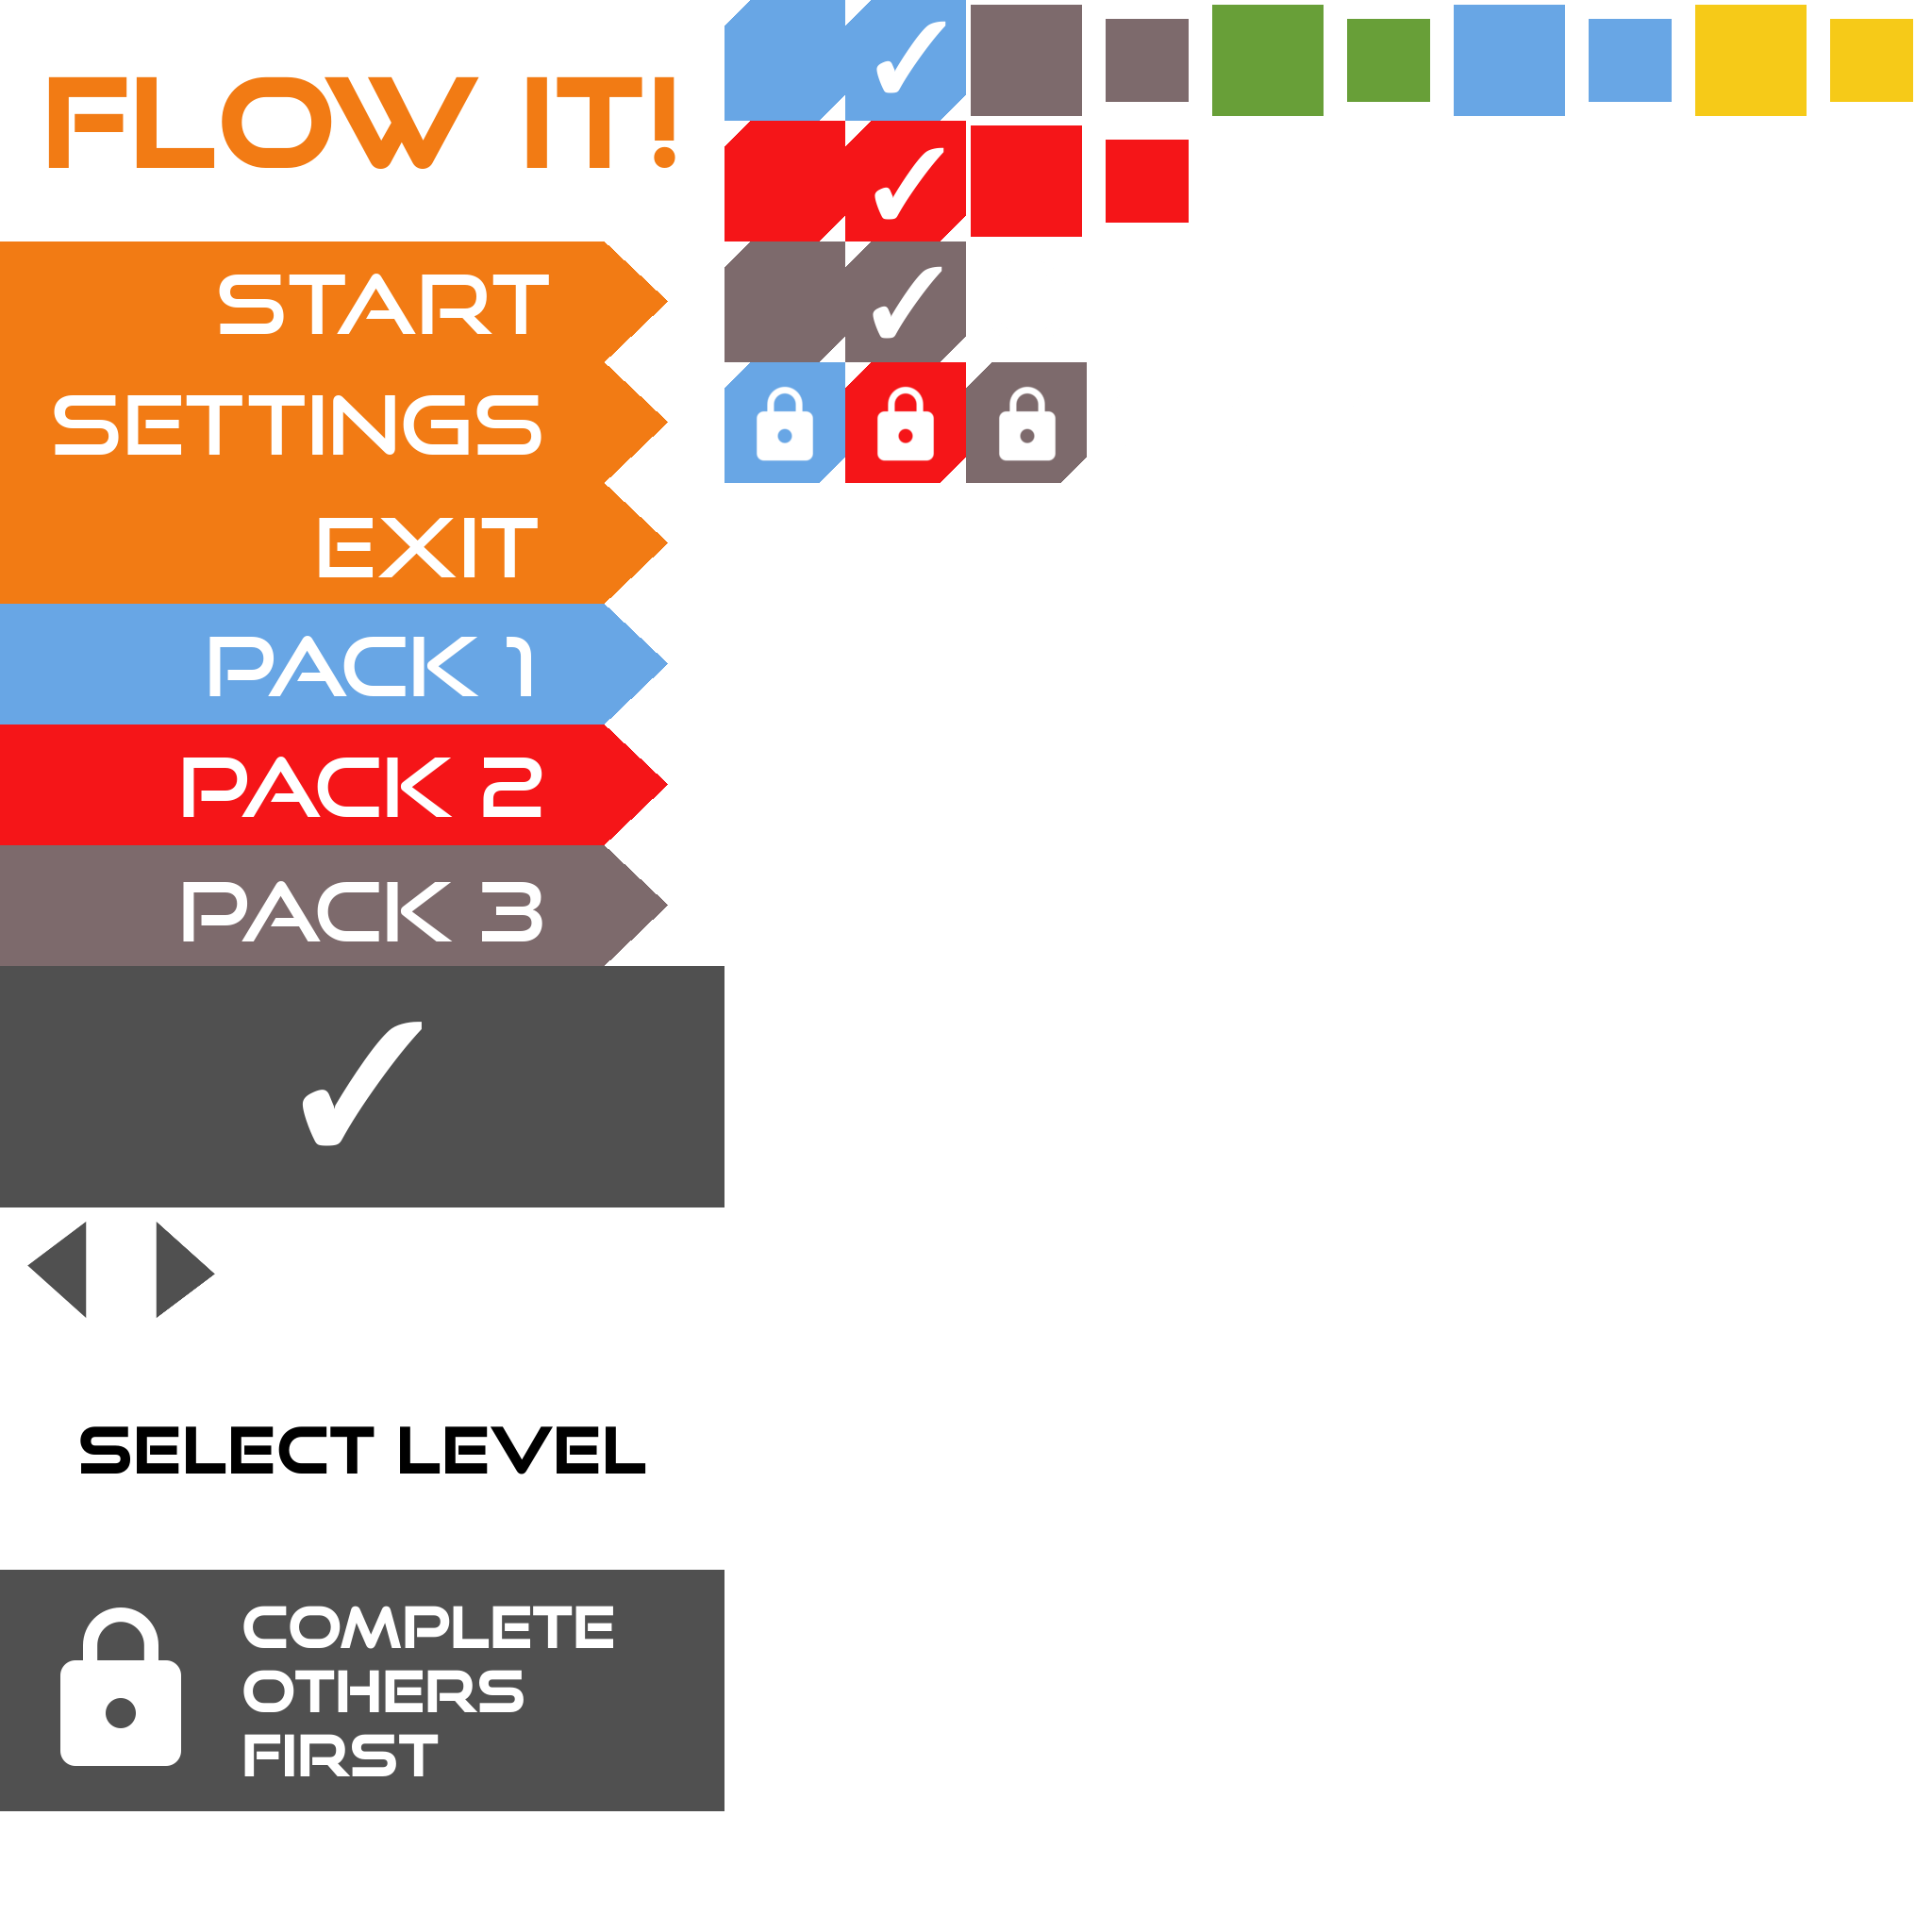 FLOW IT!
START
SETTINGS
EXIT
PACK 1
PACK 2
PACK 3
SELECT LEVEL
COMPLETE
OTHERS
FIRST